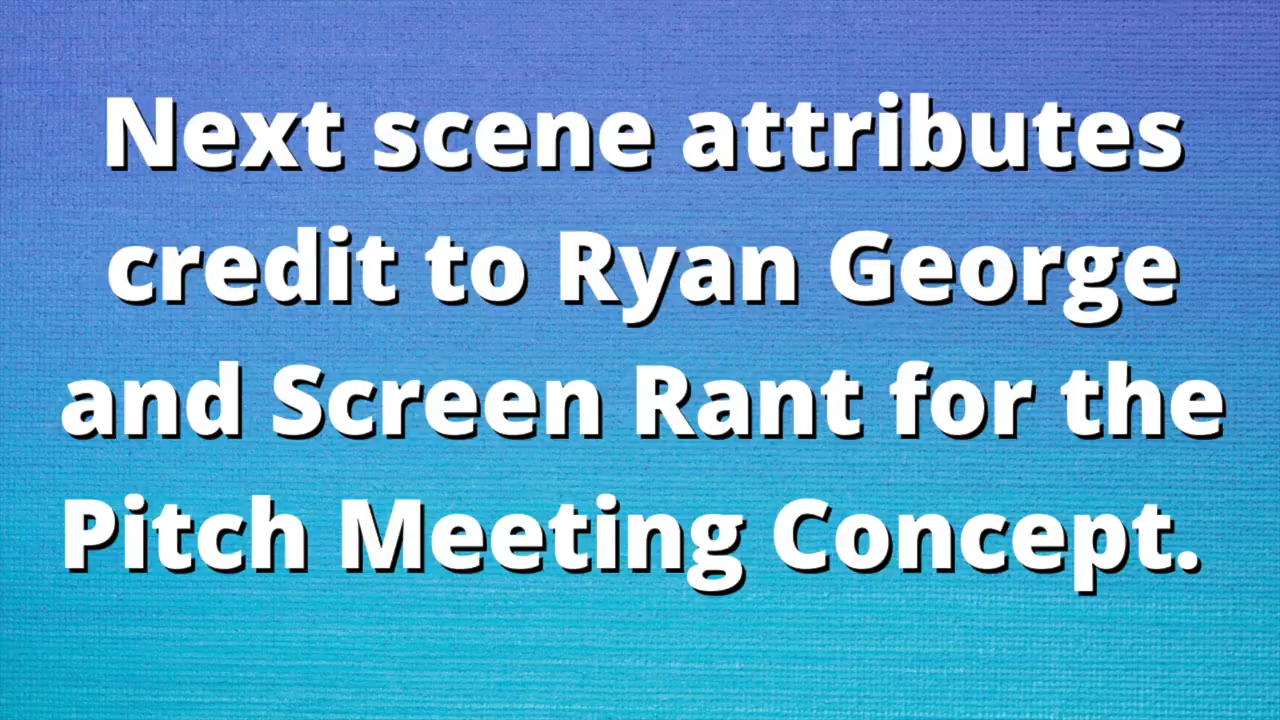 Next scene attributes
credit to Ryan George
and Screen Rant for the
Pitch Meeting Concept.